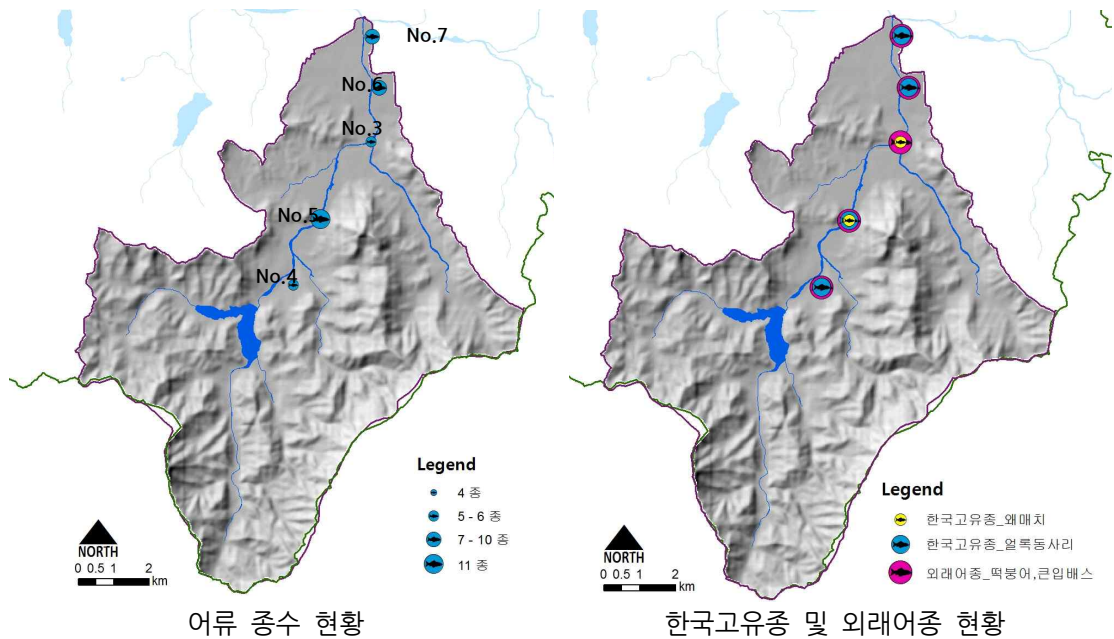 No.7
No.6
No.3
No.5
No.4
Legend
4 종
5 - 6 종
7 - 10 종
11 종
NORTH
0 0.5 1 2
km
어류 종수 현황
Legend
한국고유종_왜매치
한국고유종_얼록동사리
외래어종_떡붕어,큰입배스
NORTH
0 0.5 1 2
km
한국고유종 및 외래어종 현황